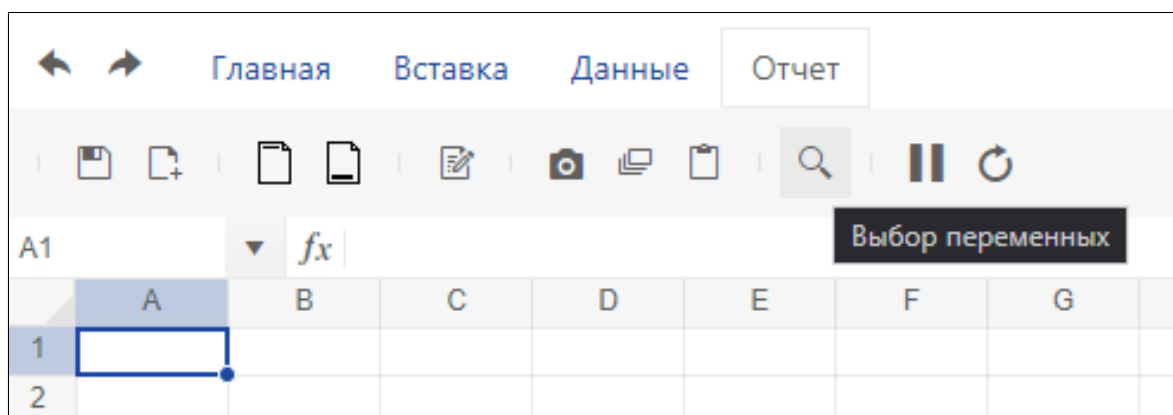 Главная Вставка Данные Отчет
Выбор переменных
A1 fx
A B C D E F G
1
2